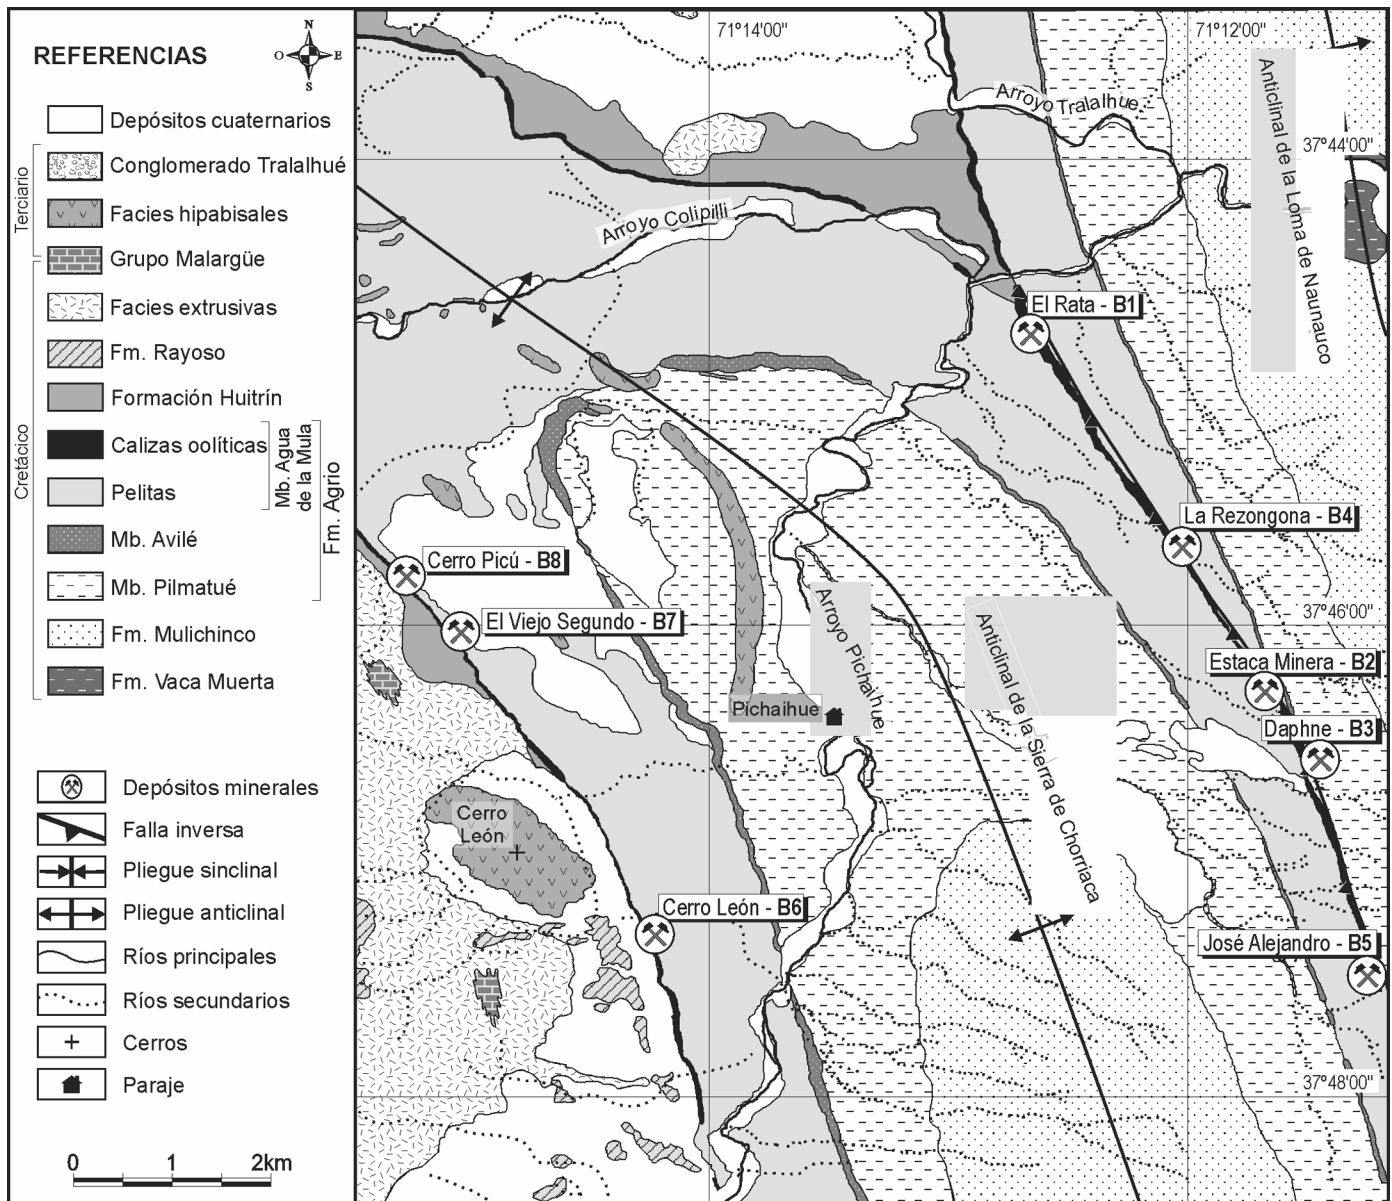 REFERENCIAS
N
O
E
S
Depósitos cuaternarios
Conglomerado Tralalhué
Facies hipabisales
Grupo Malargüe
Facies extrusivas
Fm. Rayoso
Formación Huitrín
Calizas oolíticas
Pelitas
Mb. Avilé
Mb. Pilmatué
Fm. Mulichinco
Fm. Vaca Muerta
Terciario
Cretácico
Mb. Agua
de la Mula
Fm. Agrio
Depósitos minerales
Falla inversa
Pliegue sinclinal
Pliegue anticlinal
Ríos principales
Ríos secundarios
Cerros
Paraje
0 1 2km
71°14'00"
71°12'00"
Arroyo Tralalhue
37°44'00"
Anticlinal de la Loma de Naunauco
Arroyo Colipilli
El Rata - B1
La Rezongona - B4
Cerro Picú - B8
El Viejo Segundo - B7
37°46'00"
Estaca Minera - B2
Arroyo Pichaihue
Anticlinal de la Sierra de Chorriaca
Pichaihue
Daphne - B3
Cerro
León
Cerro León - B6
José Alejandro - B5
37°48'00"